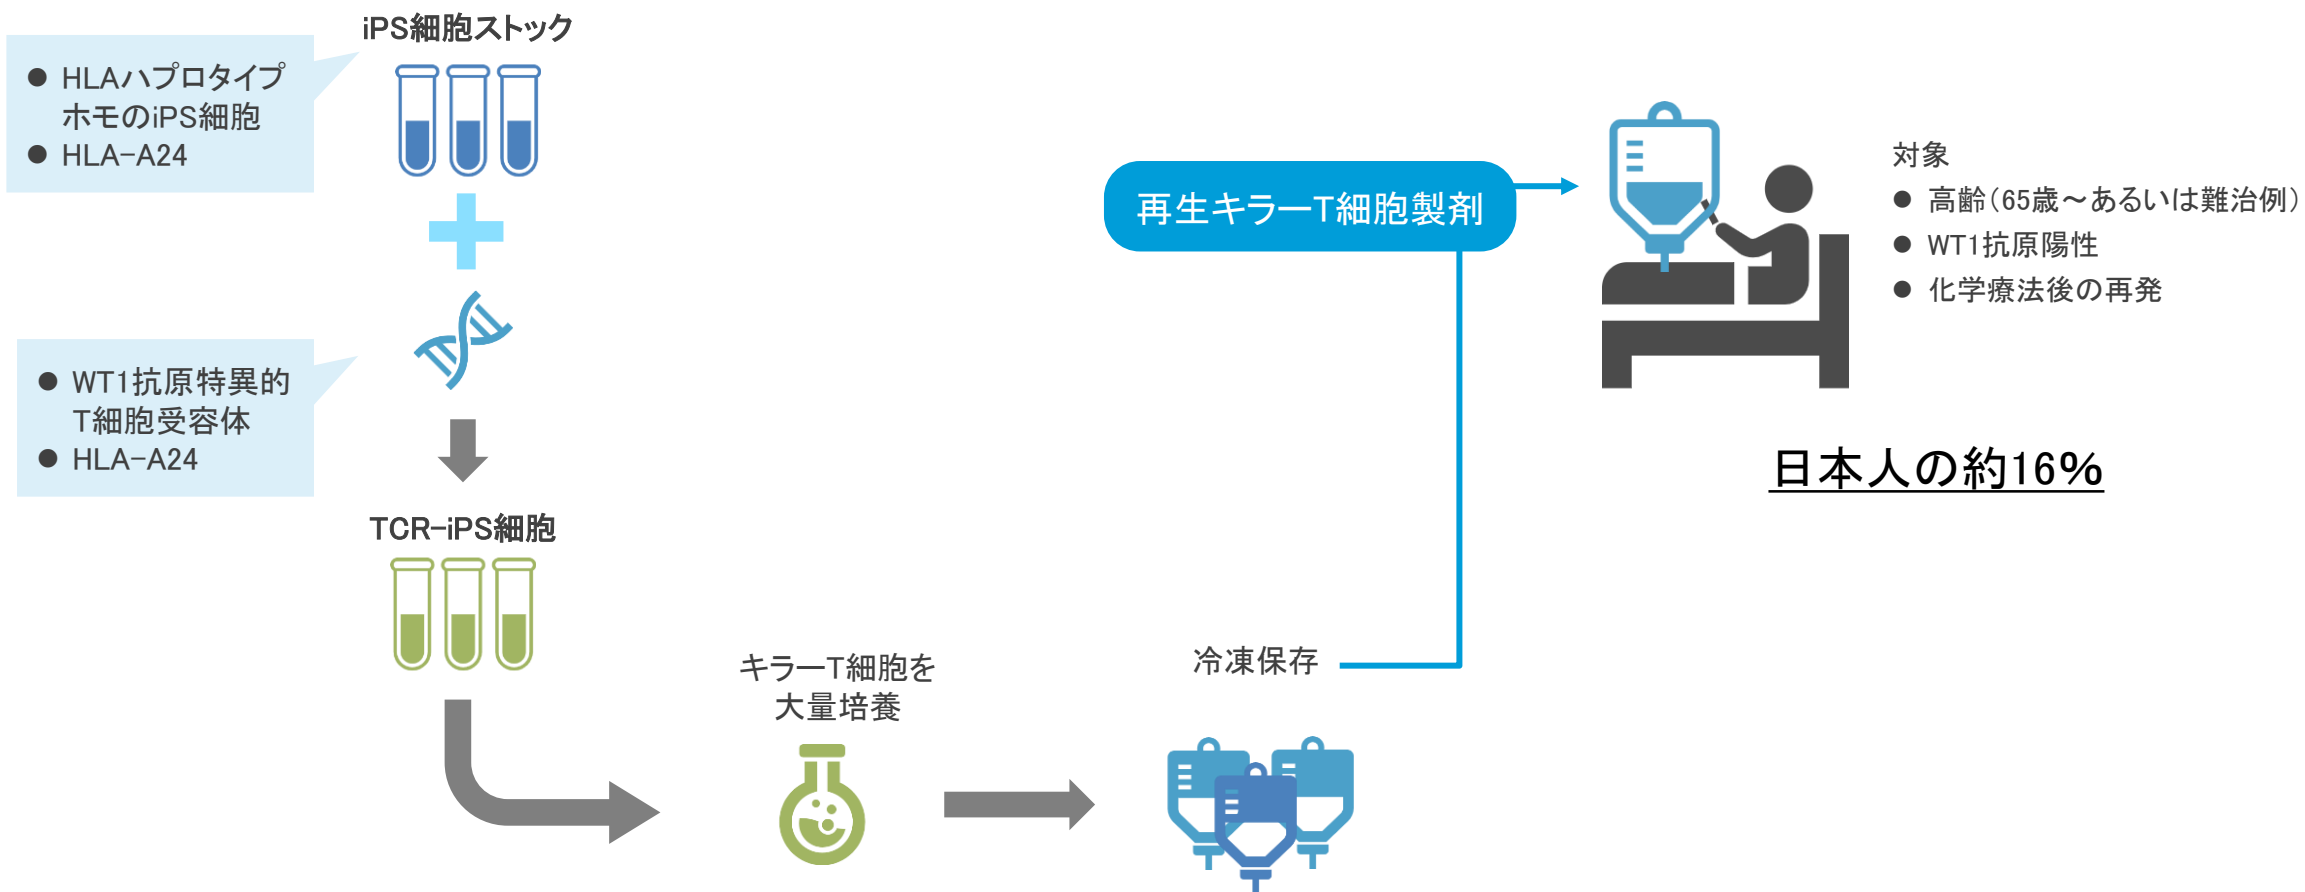 iPS細胞ストック
● HLAハプロタイプ
ホモのiPS細胞
● HLA-A24
● WT1抗原特異的
T細胞受容体
● HLA-A24
TCR-iPS細胞
キラーT細胞を
大量培養
冷凍保存
再生キラーT細胞製剤
対象
● 高齢（65歳～あるいは難治例）
● WT1抗原陽性
● 化学療法後の再発
日本人の約16%